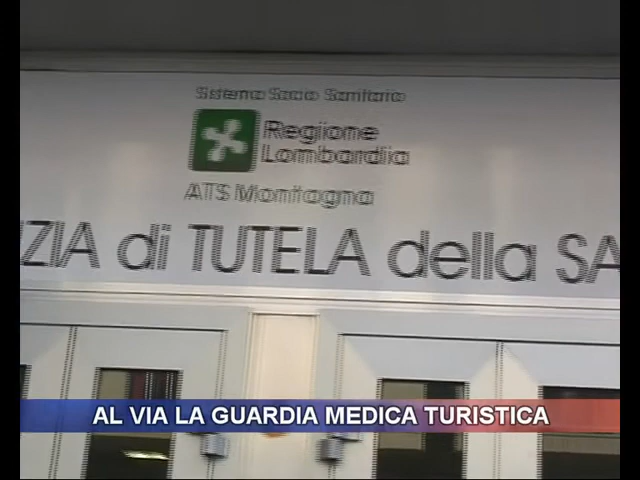 Sistema Socio Sanitario
Regione
Lombardia
ATS Montagna
ZIA di TUTELA della SA
AL VIA LA GUARDIA MEDICA TURISTICA